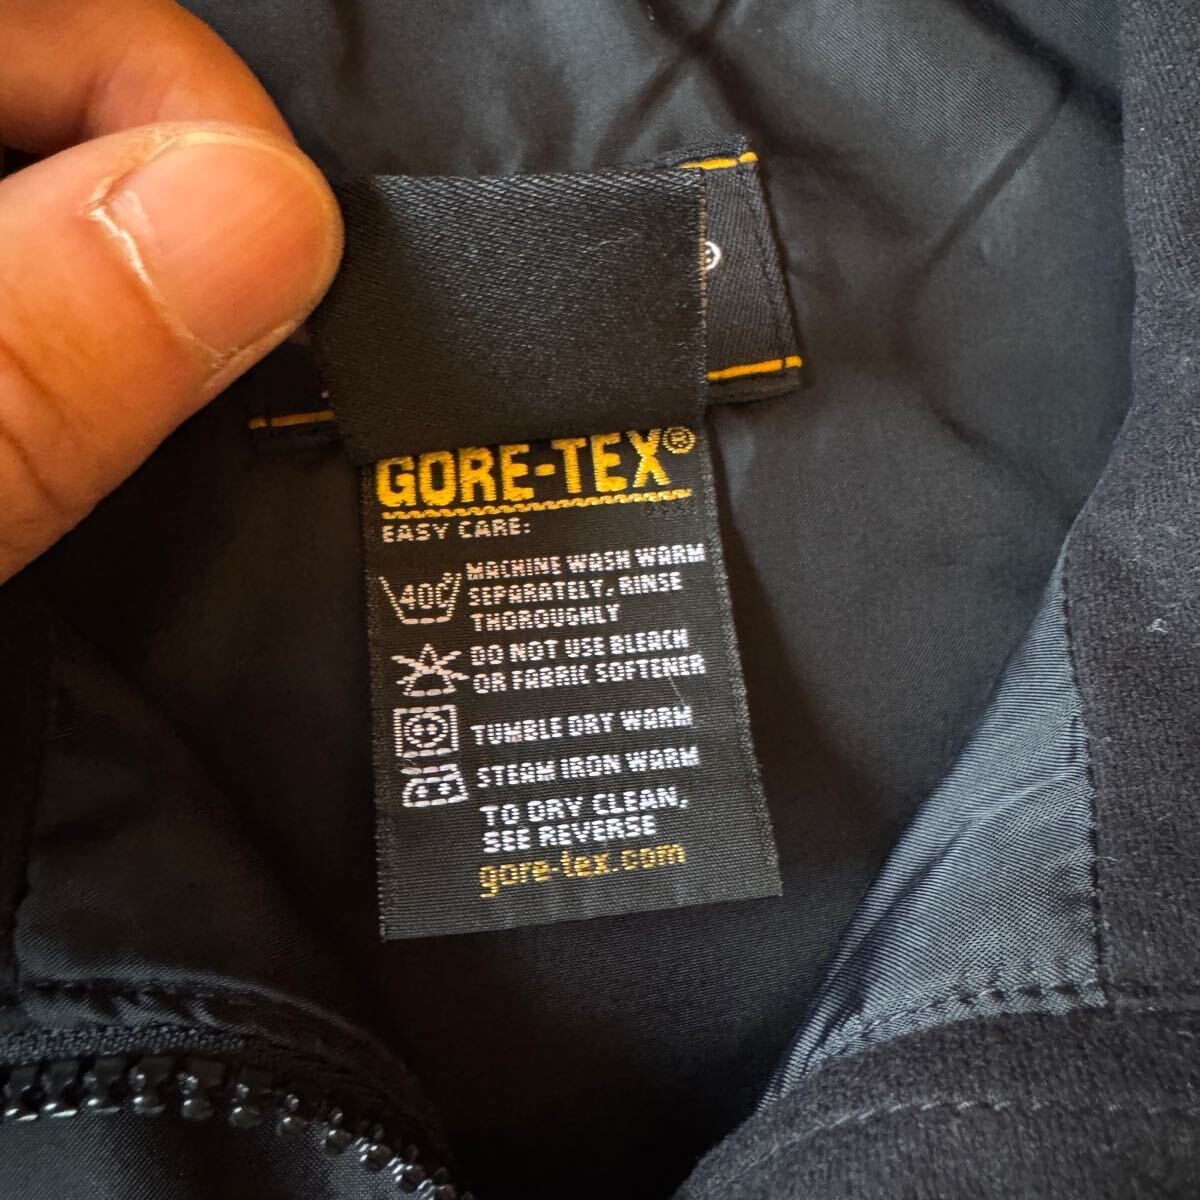 GORE-TEX®
EASY CARE:
40C
MACHINE WASH WARM
SEPARATELY, RINSE
THOROUGHLY
DO NOT USE BLEACH
OR FABRIC SOFTENER
TUMBLE DRY WARM
STEAM IRON WARM
TO DRY CLEAN,
SEE REVERSE
gore-tex.com